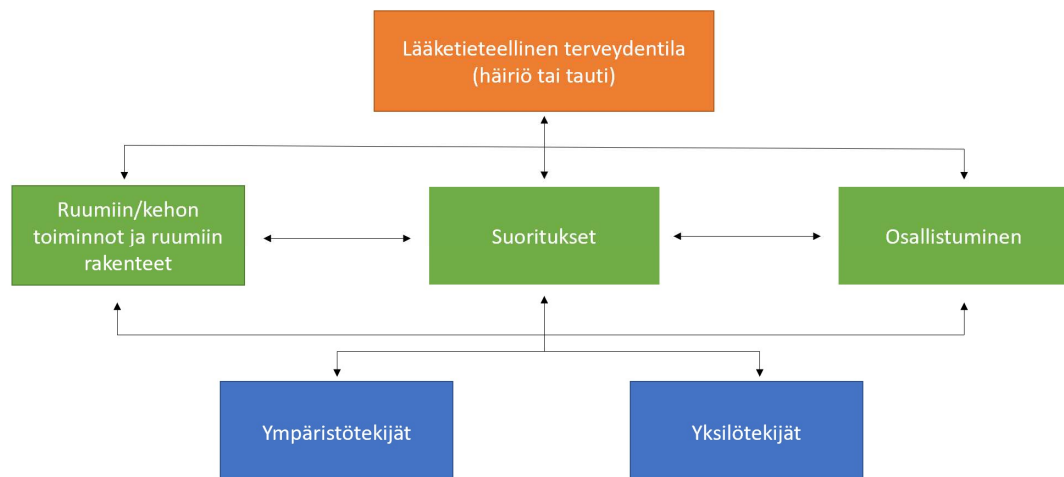 Lääketieteellinen terveydentila
(häiriö tai tauti)
Ruumiin/kehon
toiminnot ja ruumiin
rakenteet
Suoritukset
Osallistuminen
Ympäristötekijät
Yksilötekijät